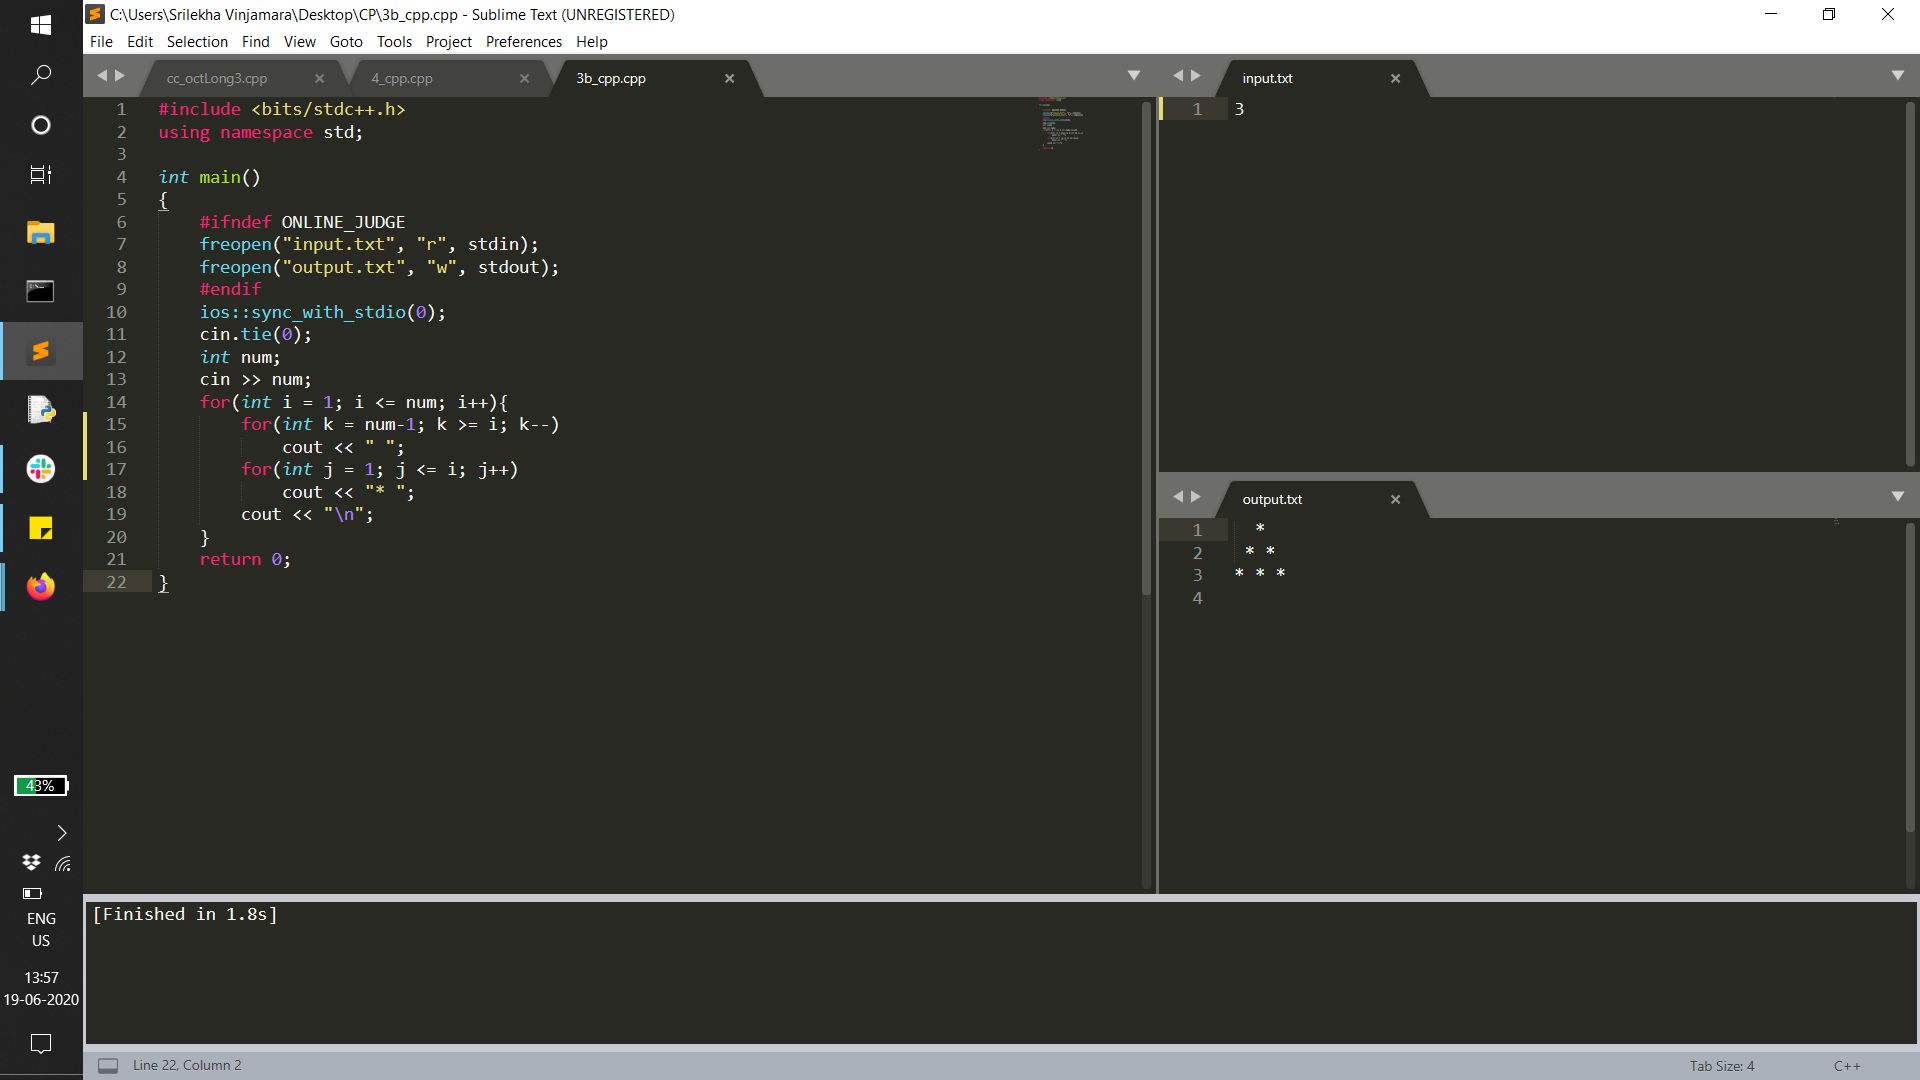 C:\Users\Srilekha Vinjamara\Desktop\CP\3b_cpp.cpp - Sublime Text (UNREGISTERED)
File Edit Selection Find View Goto Tools Project Preferences Help
cc_octLong3.cpp
4_cpp.cpp
3b_cpp.cpp
1 #include <bits/stdc++.h>
2 using namespace std;
3
4 int main()
5 {
6     #ifndef ONLINE_JUDGE
7     freopen("input.txt", "r", stdin);
8     freopen("output.txt", "w", stdout);
9     #endif
10     ios::sync_with_stdio(0);
11     cin.tie(0);
12     int num;
13     cin >> num;
14     for(int i = 1; i <= num; i++){
15         for(int k = num-1; k >= i; k--)
16             cout << " ";
17         for(int j = 1; j <= i; j++)
18             cout << "* ";
19         cout << "\n";
20     }
21     return 0;
22 }
input.txt
1 3
output.txt
1   *
2  * *
3 * * *
4
[Finished in 1.8s]
43%
ENG
US
13:57
19-06-2020
Line 22, Column 2
Tab Size: 4
C++